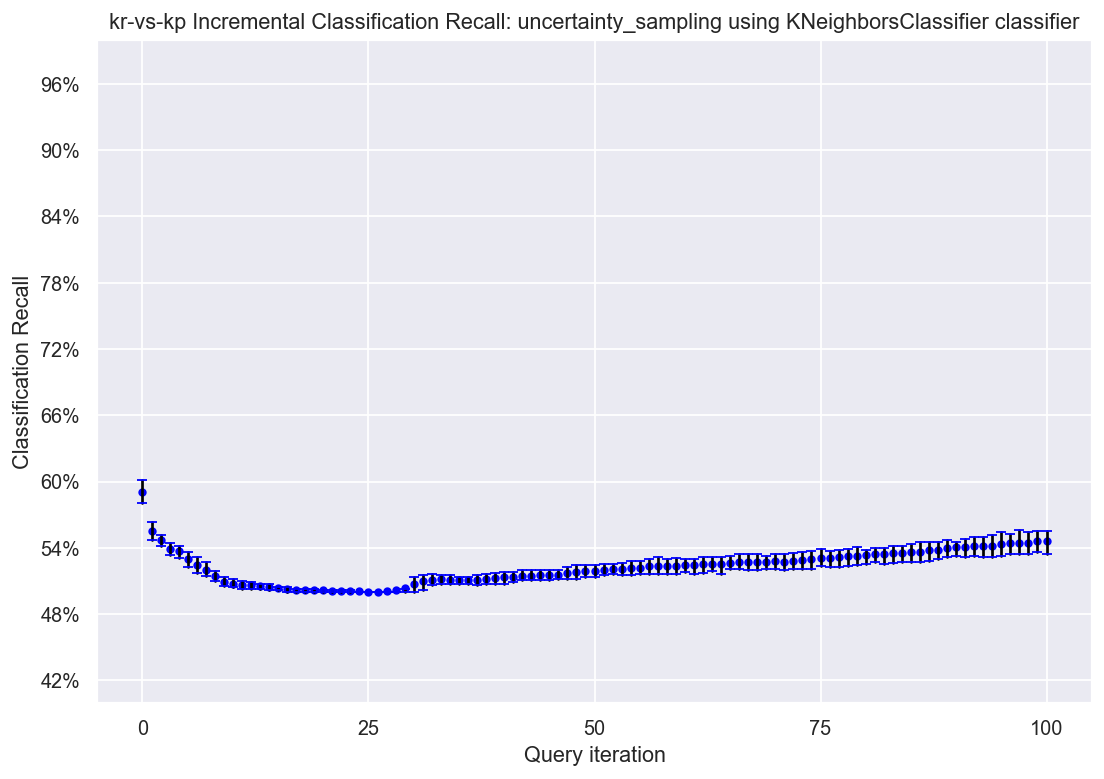 kr-vs-kp Incremental Classification Recall: uncertainty_sampling using KNeighborsClassifier classifier
96%
90%
84%
78%
72%
66%
60%
54%
48%
42%
Classification Recall
0 25 50 75 100
Query iteration